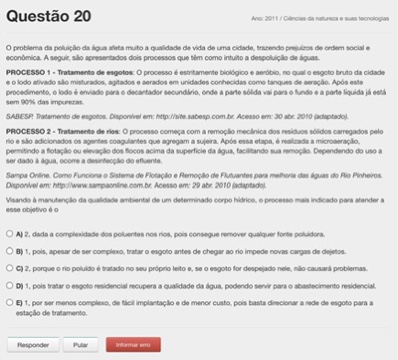 Questão 20
Ano: 2011 / Ciências da natureza e suas tecnologias
O problema da poluição da água afeta muito a qualidade de vida de uma cidade, trazendo prejuízos de ordem social e
econômica. A seguir, são apresentados dois processos que têm como intuito a despoluição de águas.
PROCESSO 1 - Tratamento de esgotos: O processo é estritamente biológico e aeróbio, no qual o esgoto bruto da cidade
e o lodo ativado são misturados, agitados e aerados em unidades conhecidas como tanques de aeração. Após este
procedimento, o lodo é enviado para o decantador secundário, onde a parte sólida vai para o fundo e a parte líquida já está
sem 90% das impurezas.
SABESP. Tratamento de esgotos. Disponível em: http://site.sabesp.com.br. Acesso em: 30 abr. 2010 (adaptado).
PROCESSO 2 - Tratamento de rios: O processo começa com a remoção mecânica dos resíduos sólidos carregados pelo
rio e são adicionados os agentes coagulantes que agregam a sujeira. Após essa etapa, é realizada a microaeração,
permitindo a flotação ou elevação dos flocos acima da superfície da água, facilitando sua remoção. Dependendo do uso a
ser dado à água, ocorre a desinfecção do efluente.
Sampa Online. Como Funciona o Sistema de Flotação e Remoção de Flutuantes para melhoria das águas do Rio Pinheiros.
Disponível em: http://www.sampaonline.com.br. Acesso em: 29 abr. 2010 (adaptado).
Visando à manutenção da qualidade ambiental de um determinado corpo hídrico, o processo mais indicado para atender a
esse objetivo é o
A) 2, dada a complexidade dos poluentes nos rios, pois consegue remover qualquer fonte poluidora.
B) 1, pois, apesar de ser complexo, tratar o esgoto antes de chegar ao rio impede novas cargas de dejetos.
C) 2, porque o rio poluído é tratado no seu próprio leito e, se o esgoto for despejado nele, não causará problemas.
D) 1, pois tratar o esgoto residencial recupera a qualidade da água, podendo servir para o abastecimento residencial.
E) 1, por ser menos complexo, de fácil implantação e de menor custo, pois basta direcionar a rede de esgoto para a
estação de tratamento.
Responder Pular Informar erro